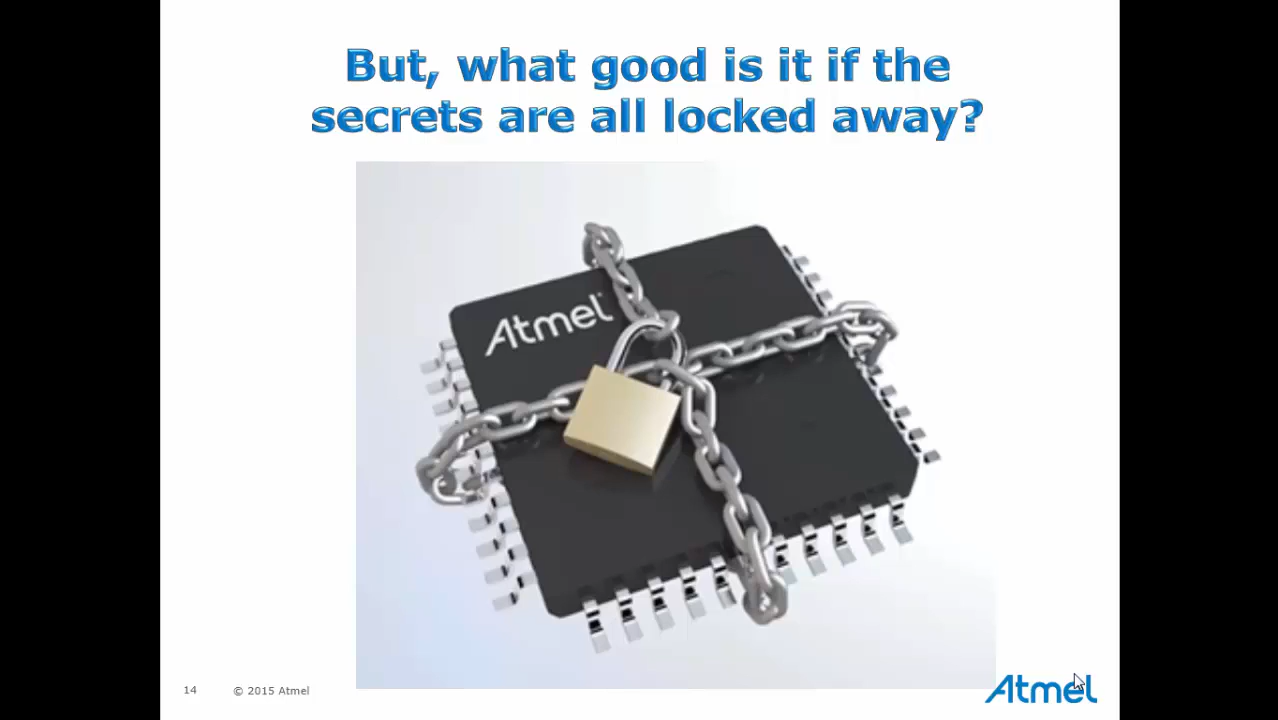 But, what good is it if the
secrets are all locked away?
Atmel
14
© 2015 Atmel
Atmel